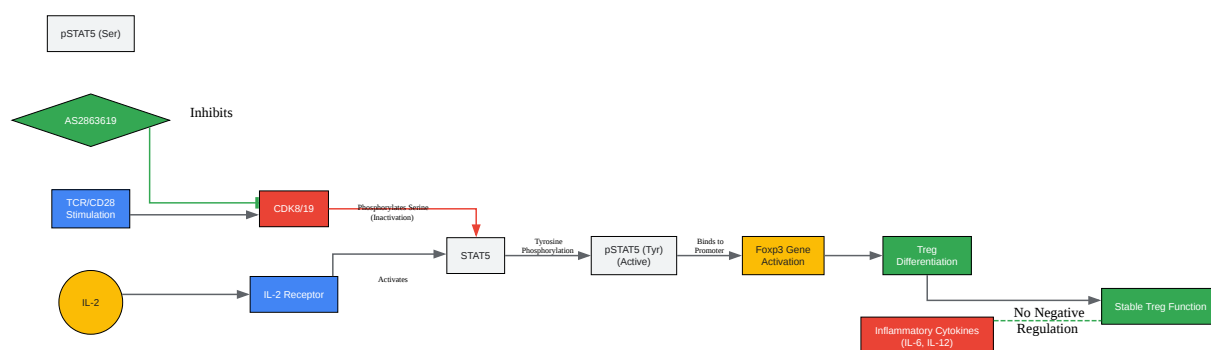 pSTAT5 (Ser)
AS2863619
Inhibits
TCR/CD28
Stimulation
CDK8/19
Phosphorylates Serine
(Inactivation)
IL-2
IL-2 Receptor
Activates
STAT5
Tyrosine
Phosphorylation
pSTAT5 (Tyr)
(Active)
Binds to
Promoter
Foxp3 Gene
Activation
Treg
Differentiation
Inflammatory Cytokines
(IL-6, IL-12)
No Negative
Regulation
Stable Treg Function